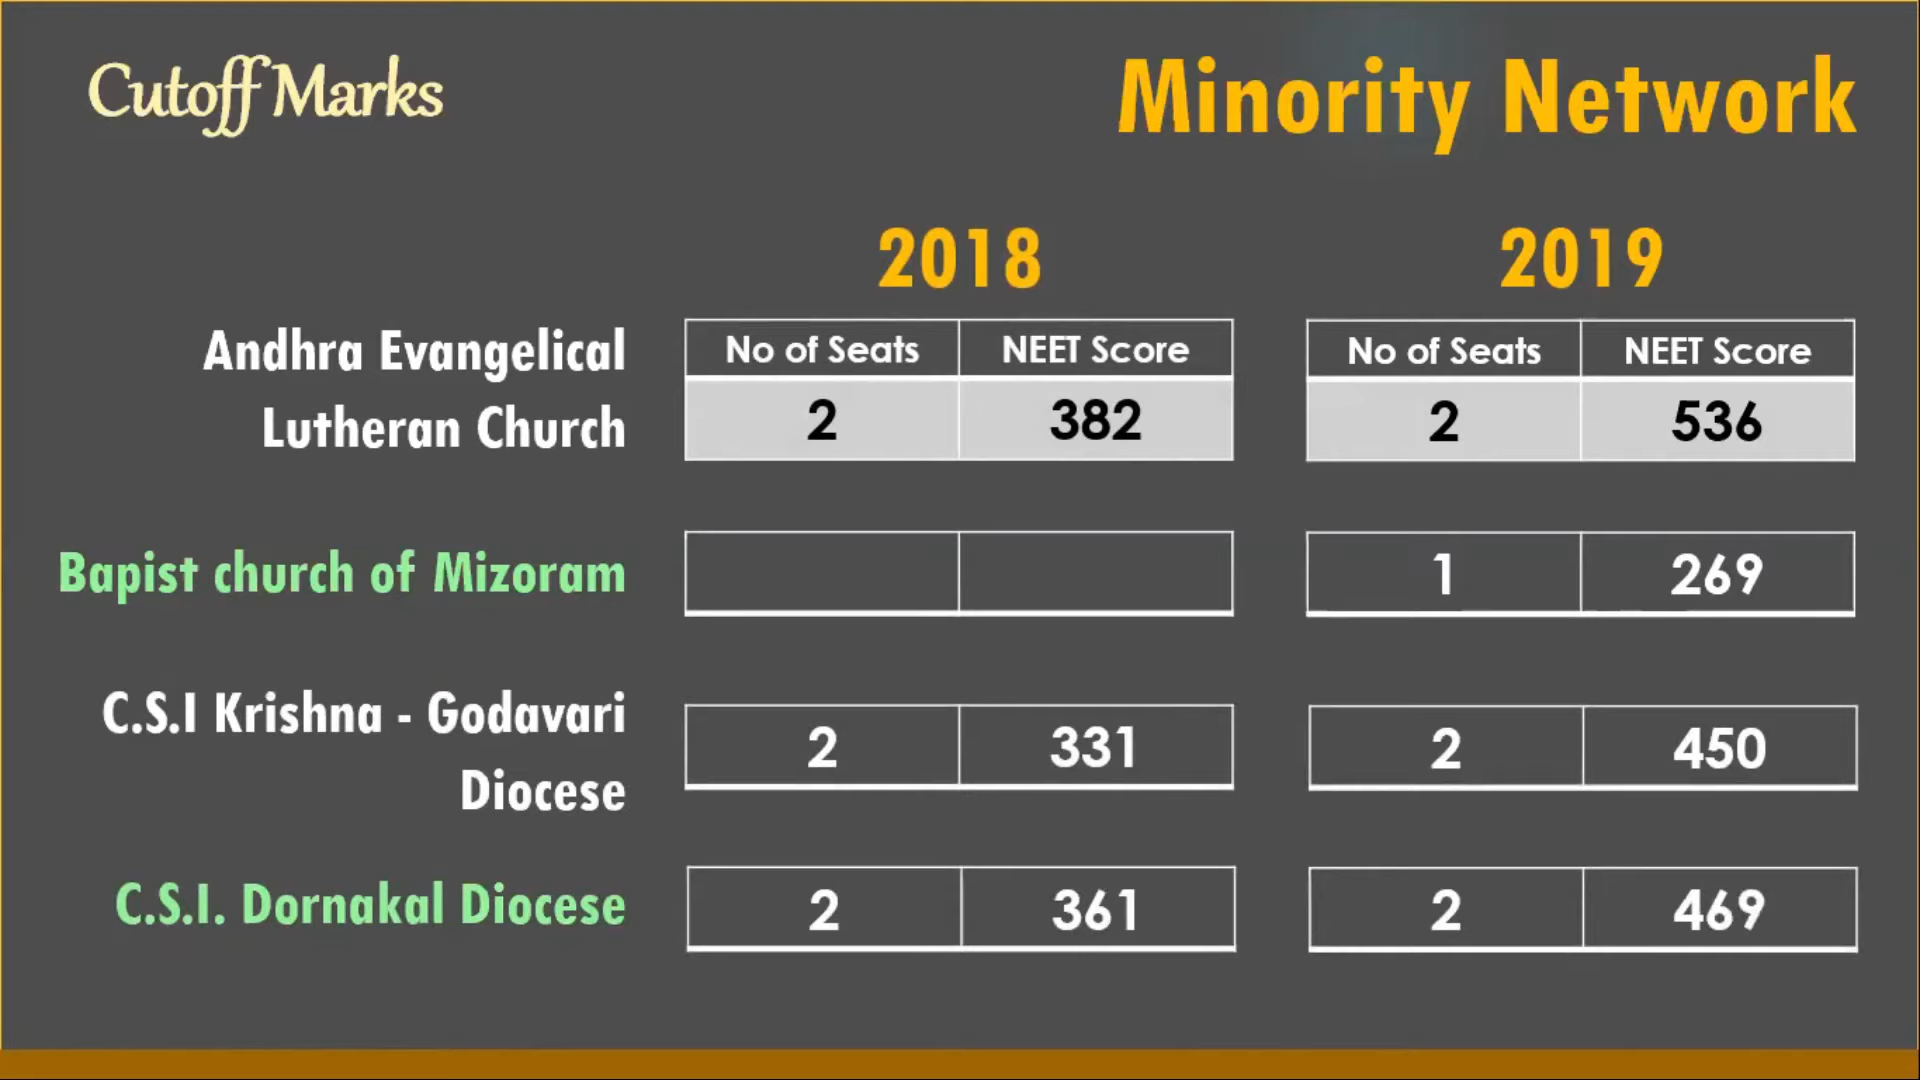 Cutoff Marks
Minority Network
2018 2019
Andhra Evangelical
Lutheran Church
No of Seats NEET Score No of Seats NEET Score
2 382 2 536
Bapist church of Mizoram 1 269
C.S.I Krishna - Godavari
Diocese
2 331 2 450
C.S.I. Dornakal Diocese 2 361 2 469